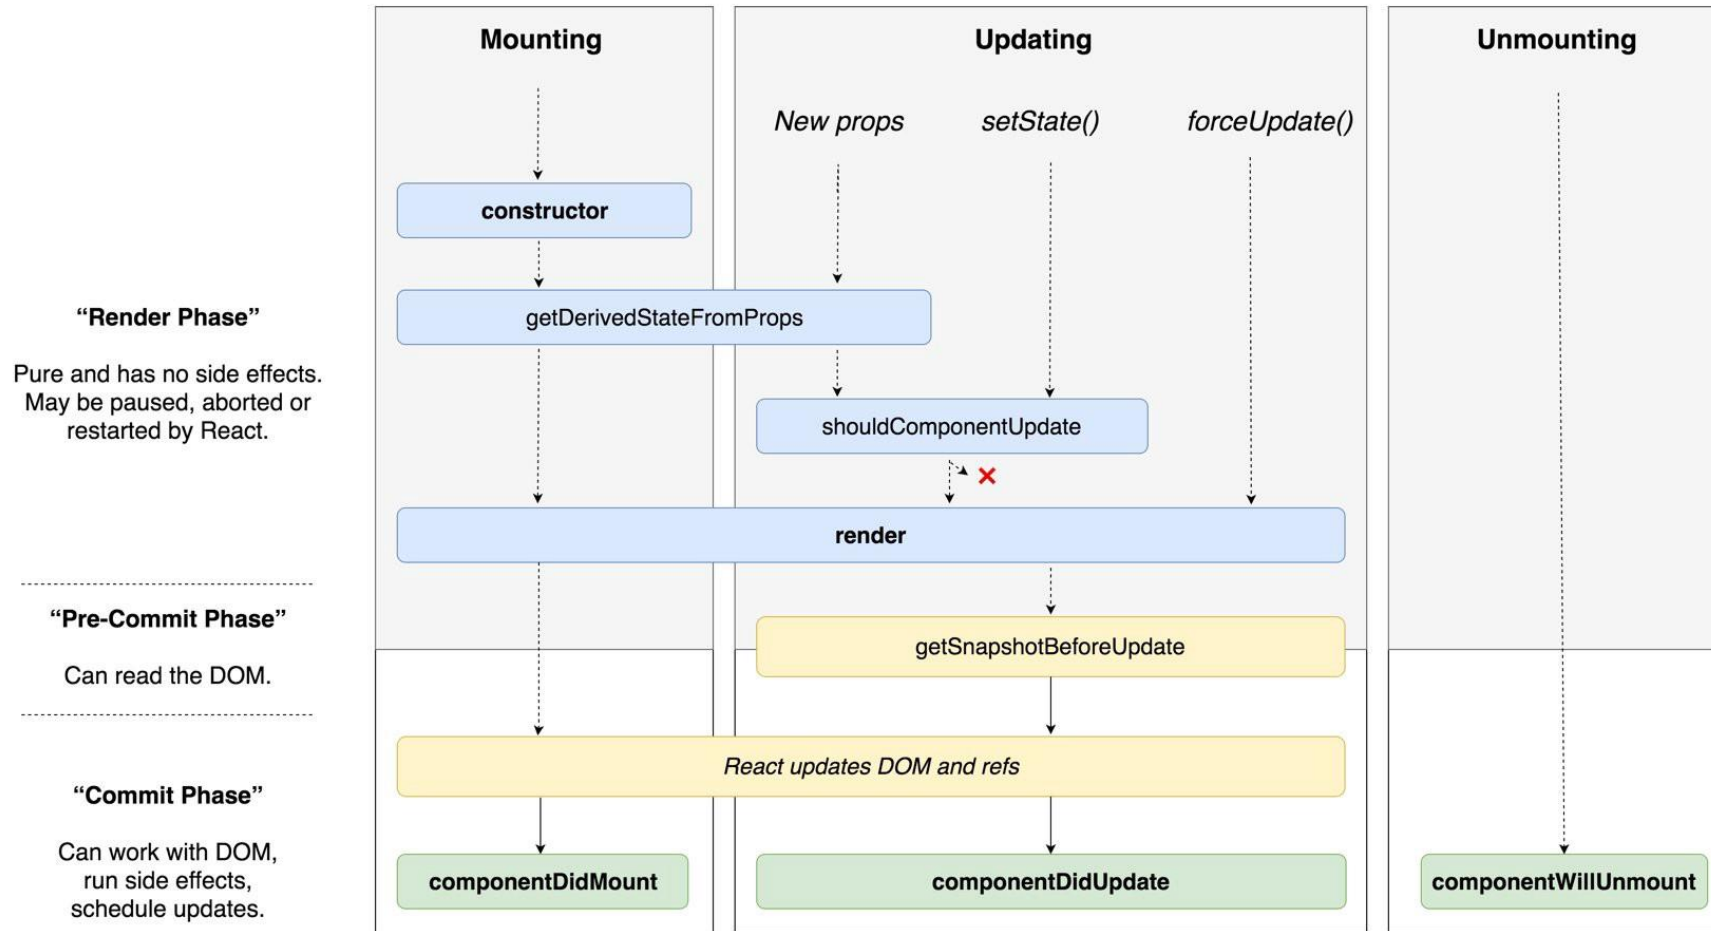 Mounting
Updating
Unmounting
New props
setState()
forceUpdate()
constructor
“Render Phase”
getDerivedStateFromProps
Pure and has no side effects.
May be paused, aborted or
restarted by React.
shouldComponentUpdate
render
“Pre-Commit Phase”
getSnapshotBeforeUpdate
Can read the DOM.
React updates DOM and refs
“Commit Phase”
Can work with DOM,
run side effects,
schedule updates.
componentDidMount
componentDidUpdate
componentWillUnmount